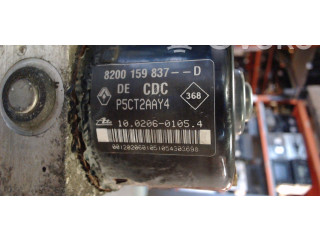 8200 159 837--D
DE CDC
P5CT2AAY4
368
10.0206-0105.4